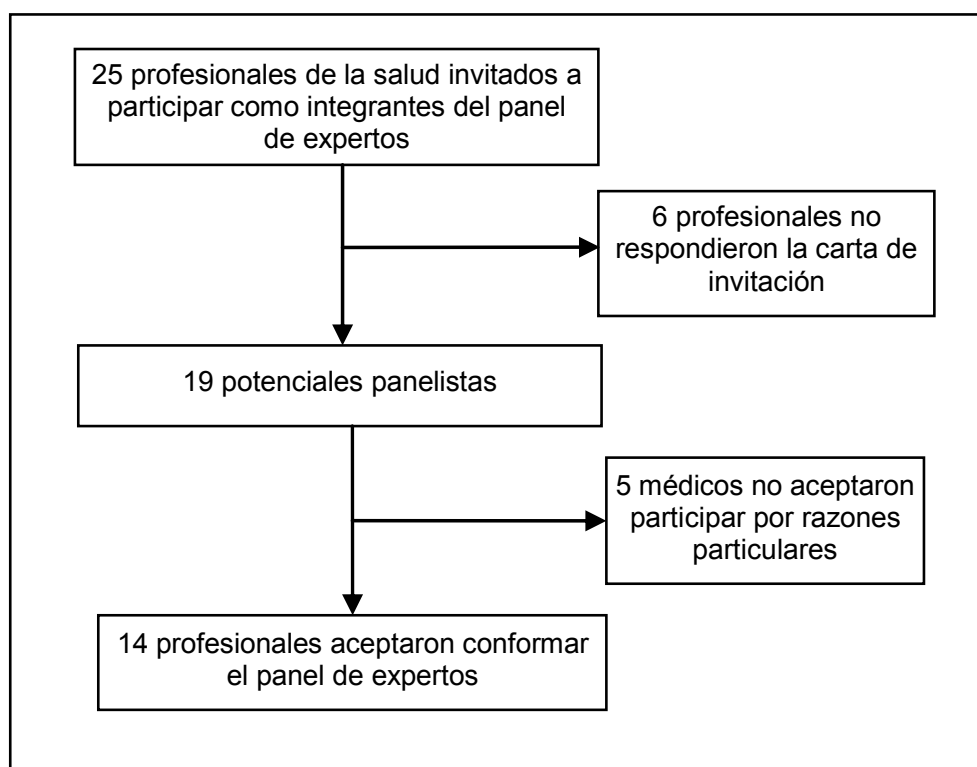 25 profesionales de la salud invitados a
participar como integrantes del panel
de expertos
6 profesionales no
respondieron la carta de
invitación
19 potenciales panelistas
5 médicos no aceptaron
participar por razones
particulares
14 profesionales aceptaron conformar
el panel de expertos